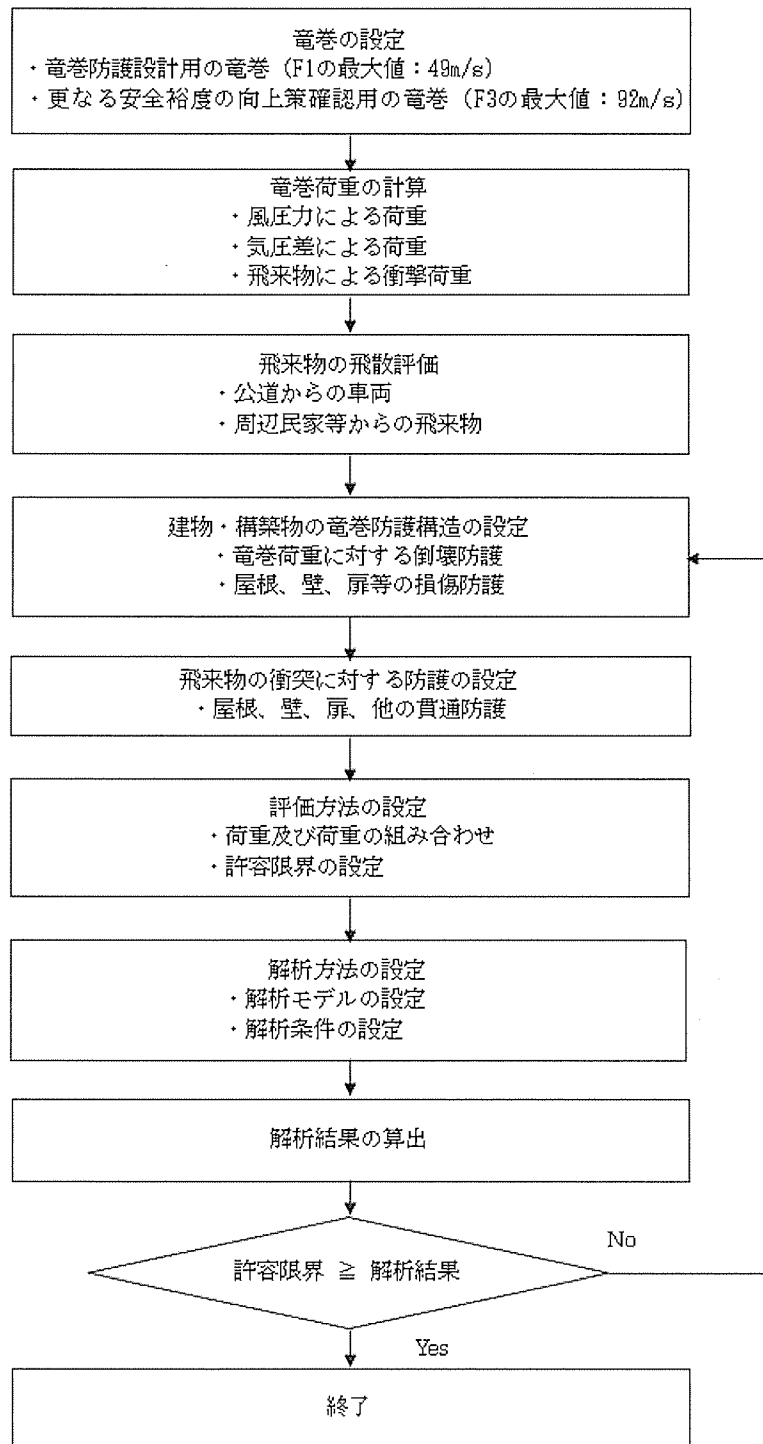 竜巻の設定
・竜巻防護設計用の竜巻（F1の最大値：49m/s）
・更なる安全裕度の向上策確認用の竜巻（F3の最大値：92m/s）
竜巻荷重の計算
・風圧力による荷重
・気圧差による荷重
・飛来物による衝撃荷重
飛来物の飛散評価
・公道からの車両
・周辺民家等からの飛来物
建物・構築物の竜巻防護構造の設定
・竜巻荷重に対する倒壊防護
・屋根、壁、扉等の損傷防護
飛来物の衝突に対する防護の設定
・屋根、壁、扉、他の貫通防護
評価方法の設定
・荷重及び荷重の組み合わせ
・許容限界の設定
解析方法の設定
・解析モデルの設定
・解析条件の設定
解析結果の算出
許容限界 ≧ 解析結果
No
Yes
終了